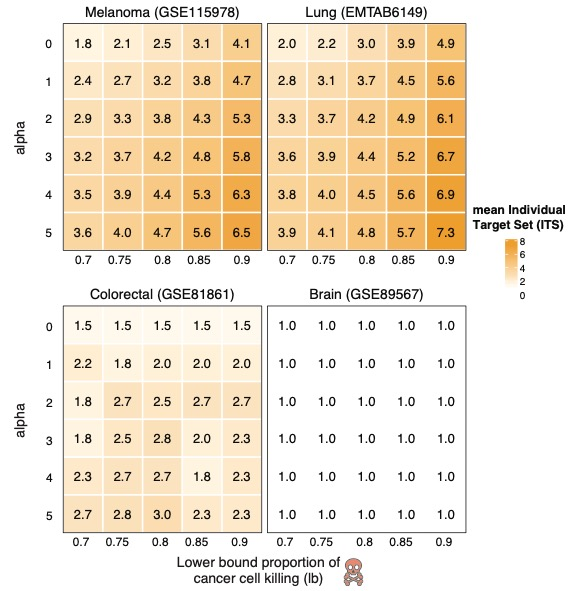 Melanoma (GSE115978)
Lung (EMTAB6149)
alpha
0 1.8 2.1 2.5 3.1 4.1 2.0 2.2 3.0 3.9 4.9
1 2.4 2.7 3.2 3.8 4.7 2.8 3.1 3.7 4.5 5.6
2 2.9 3.3 3.8 4.3 5.3 3.3 3.7 4.2 4.9 6.1
3 3.2 3.7 4.2 4.8 5.8 3.6 3.9 4.4 5.2 6.7
4 3.5 3.9 4.4 5.3 6.3 3.8 4.0 4.5 5.6 6.9
5 3.6 4.0 4.7 5.6 6.5 3.9 4.1 4.8 5.7 7.3
0.7 0.75 0.8 0.85 0.9 0.7 0.75 0.8 0.85 0.9
mean Individual
Target Set (ITS)
8
6
4
2
0
Colorectal (GSE81861)
Brain (GSE89567)
alpha
0 1.5 1.5 1.5 1.5 1.5 1.0 1.0 1.0 1.0 1.0
1 2.2 1.8 2.0 2.0 2.0 1.0 1.0 1.0 1.0 1.0
2 1.8 2.7 2.5 2.7 2.7 1.0 1.0 1.0 1.0 1.0
3 1.8 2.5 2.8 2.0 2.3 1.0 1.0 1.0 1.0 1.0
4 2.3 2.7 2.7 1.8 2.3 1.0 1.0 1.0 1.0 1.0
5 2.7 2.8 3.0 2.3 2.3 1.0 1.0 1.0 1.0 1.0
0.7 0.75 0.8 0.85 0.9 0.7 0.75 0.8 0.85 0.9
Lower bound proportion of
cancer cell killing (lb)